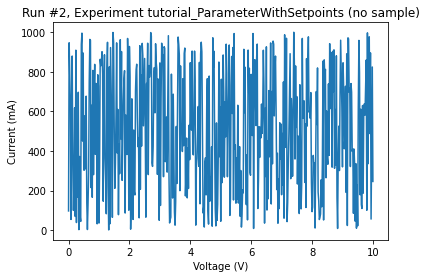 Run #2, Experiment tutorial_ParameterWithSetpoints (no sample)
1000
800
600
400
200
0
Current (mA)
0 2 4 6 8 10
Voltage (V)